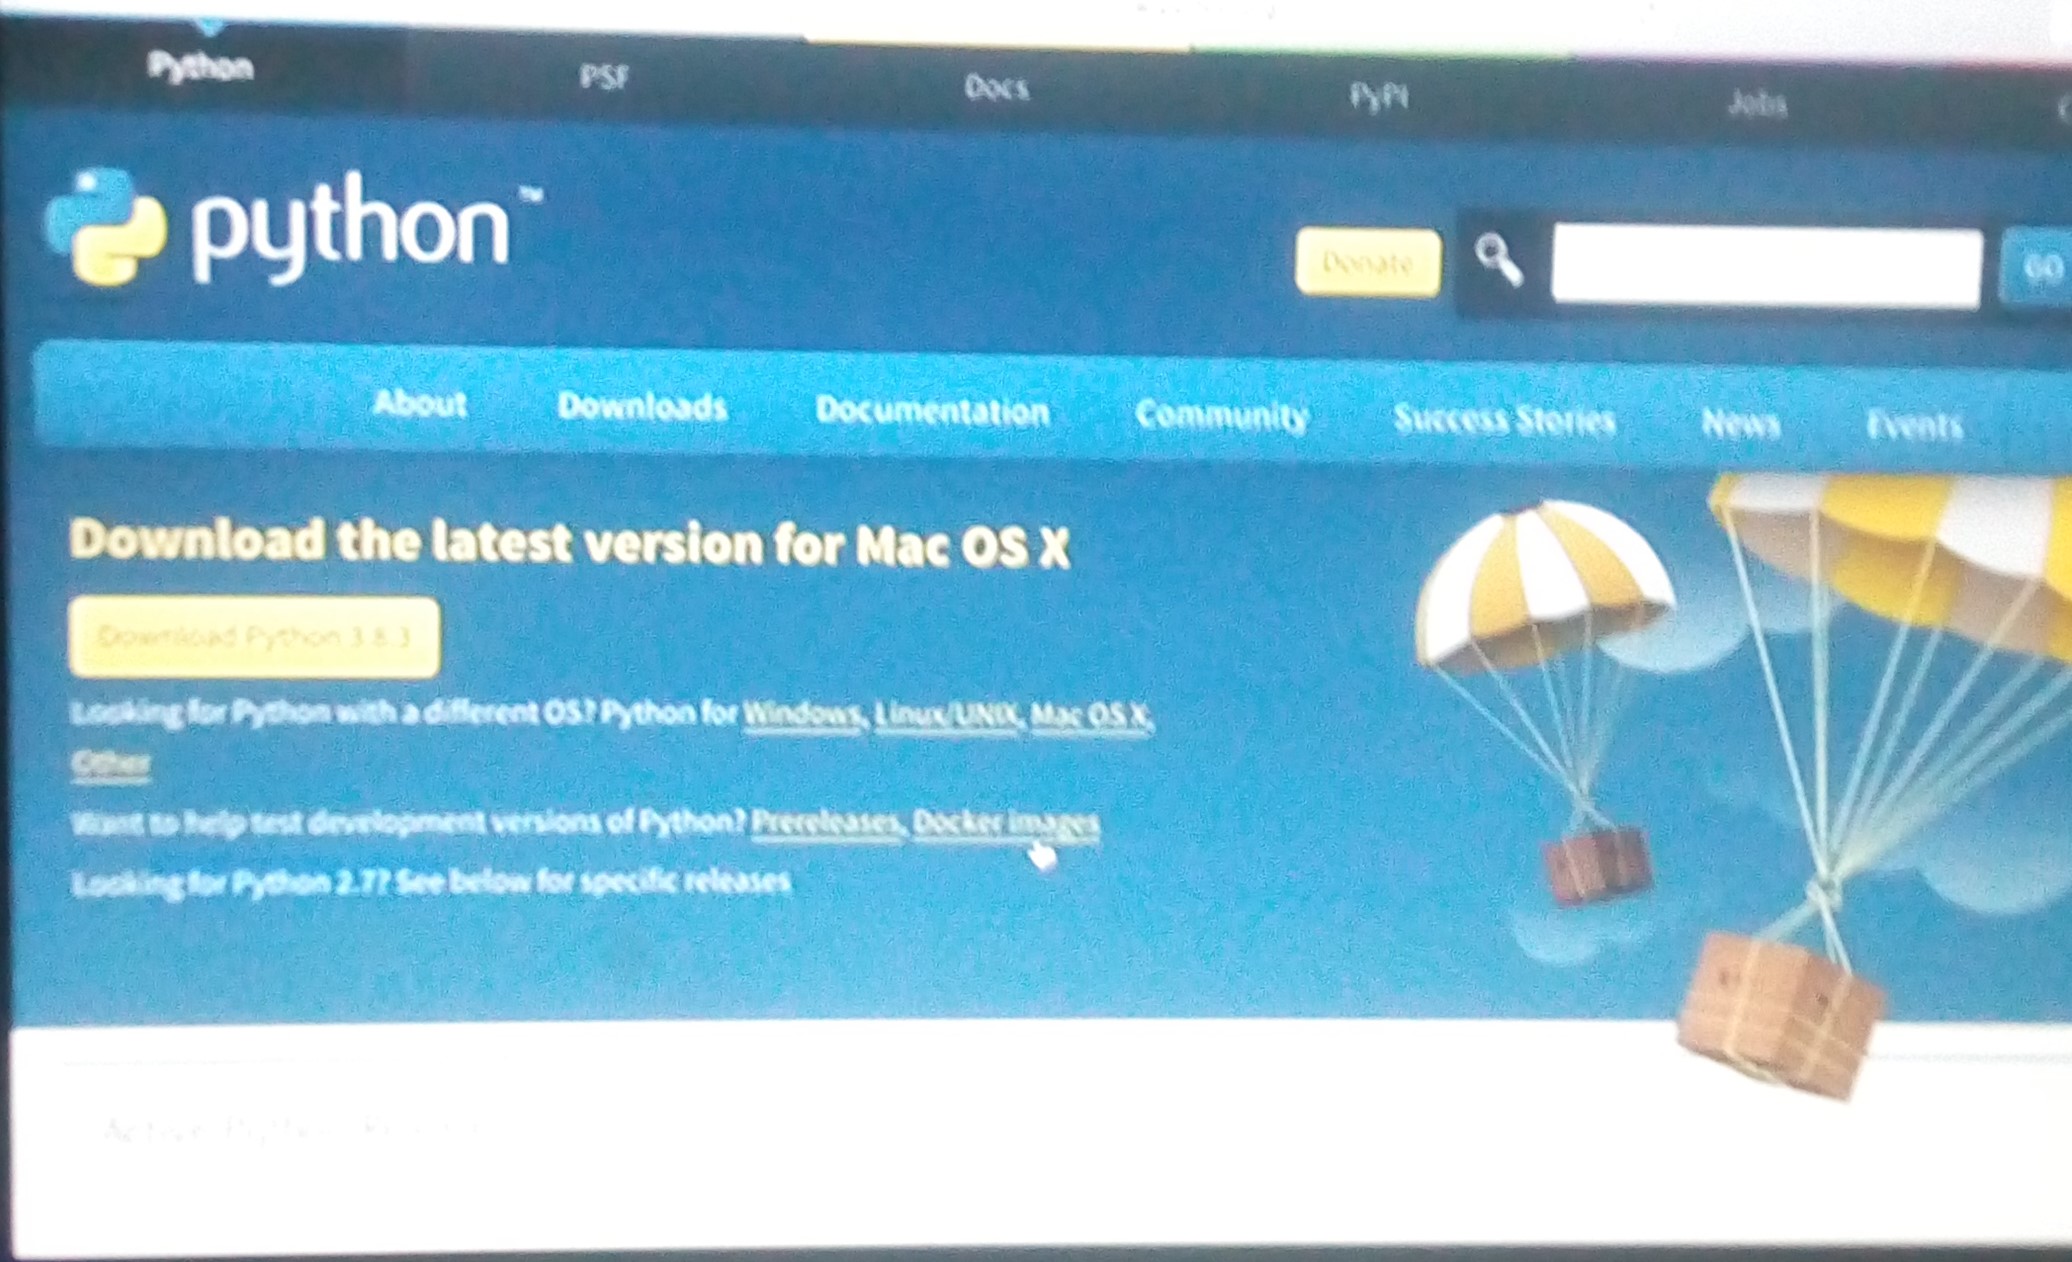 Python PSF Docs PyPI Jobs
python™
Donate GO
About Downloads Documentation Community Success Stories News Events
Download the latest version for Mac OS X
Download Python 3.8.3
Looking for Python with a different OS? Python for Windows, Linux/UNIX, Mac OS X,
Other
Want to help test development versions of Python? Prereleases, Docker images
Looking for Python 2.7? See below for specific releases